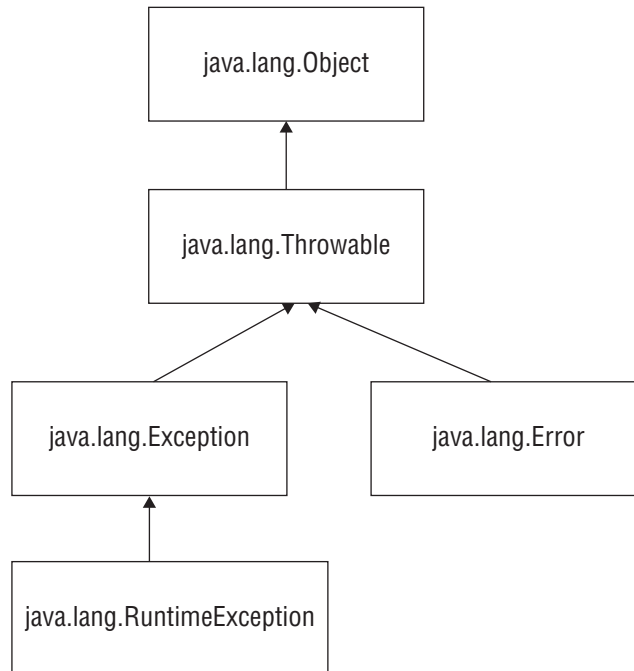 java.lang.Object
java.lang.Throwable
java.lang.Exception
java.lang.Error
java.lang.RuntimeException